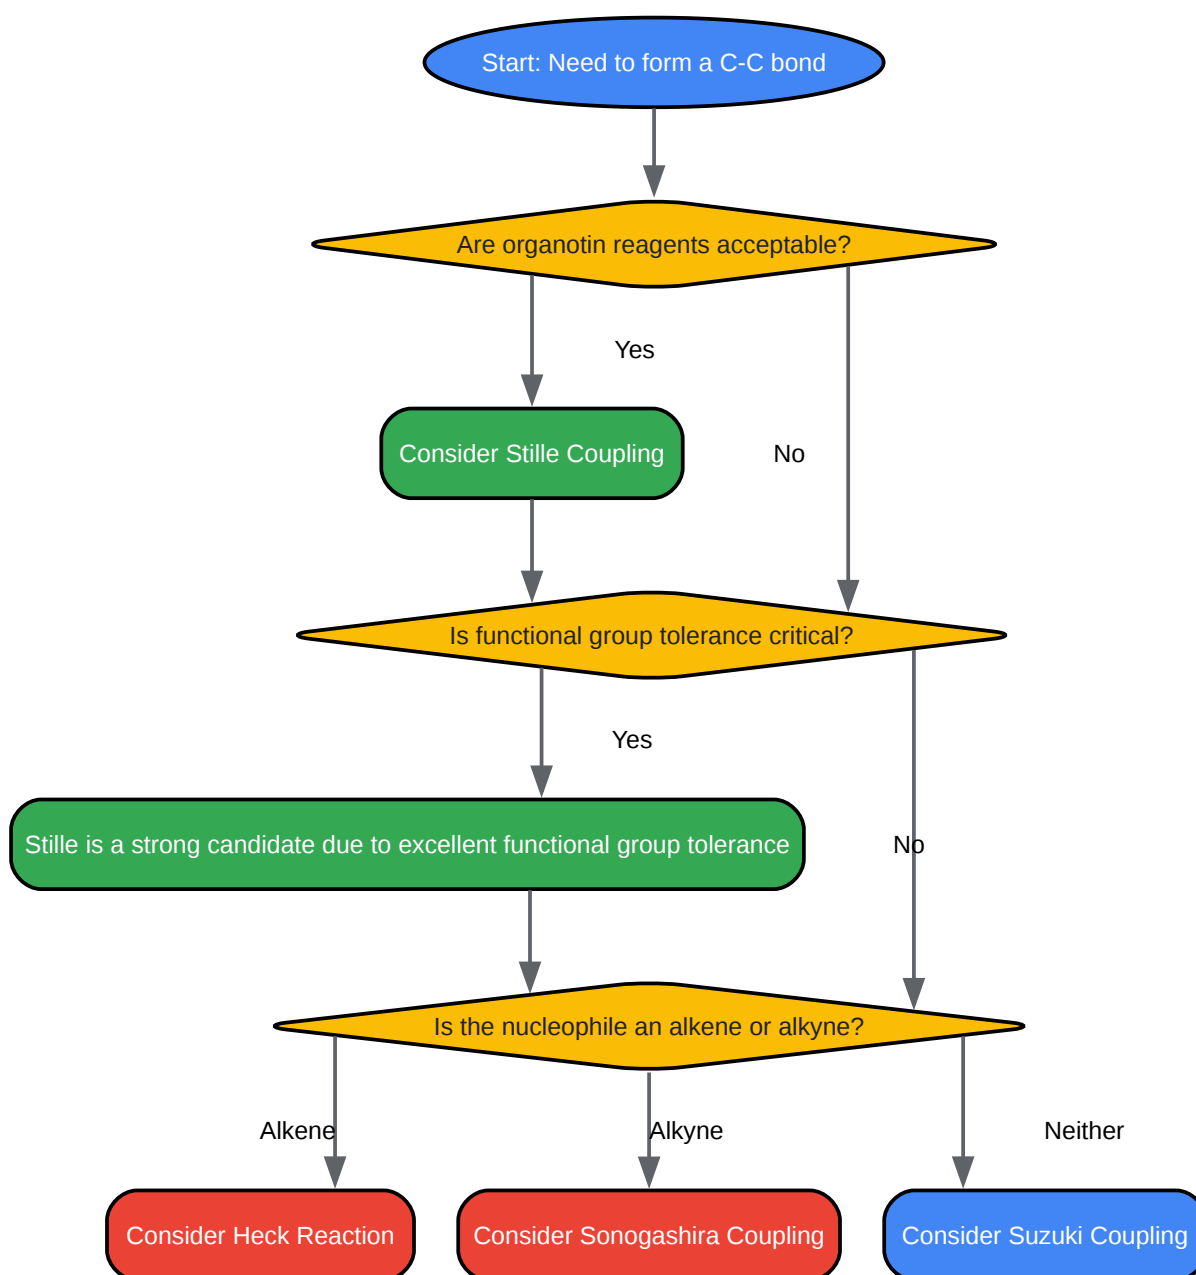 Start: Need to form a C-C bond
Are organotin reagents acceptable?
Yes
Consider Stille Coupling
No
Is functional group tolerance critical?
Yes
Stille is a strong candidate due to excellent functional group tolerance
No
Is the nucleophile an alkene or alkyne?
Alkene
Alkyne
Neither
Consider Heck Reaction
Consider Sonogashira Coupling
Consider Suzuki Coupling